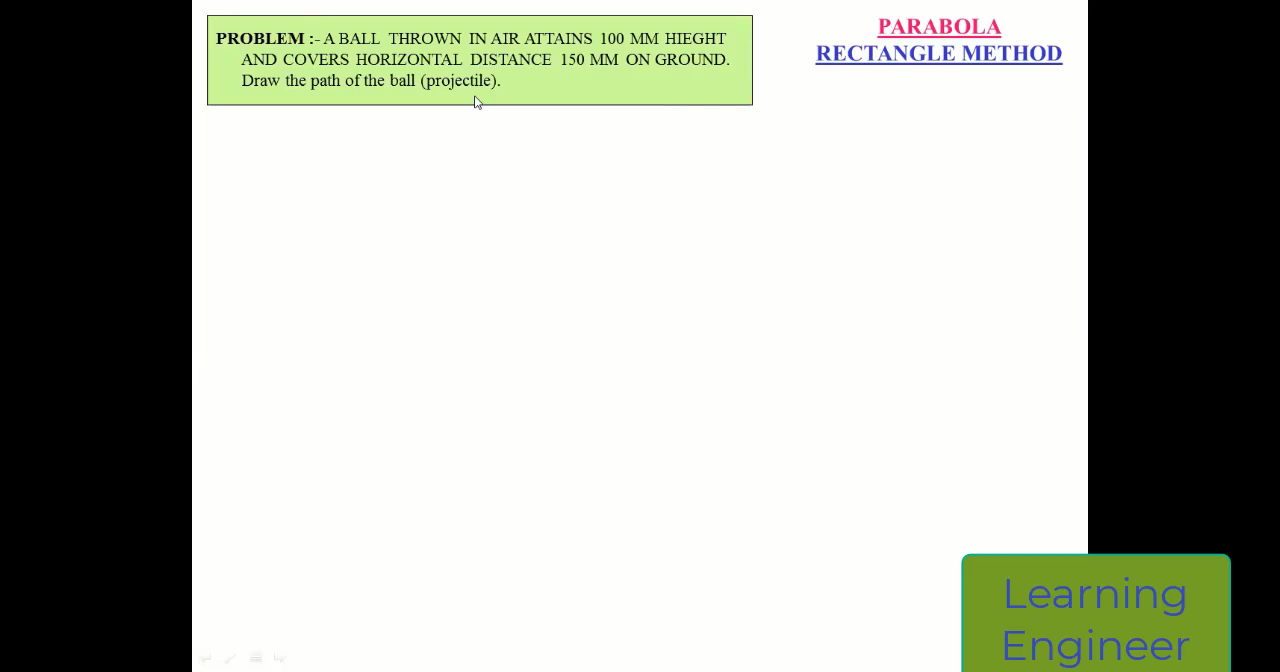 PROBLEM :- A BALL THROWN IN AIR ATTAINS 100 MM HIEGHT
AND COVERS HORIZONTAL DISTANCE 150 MM ON GROUND.
Draw the path of the ball (projectile).
PARABOLA
RECTANGLE METHOD
Learning
Engineer